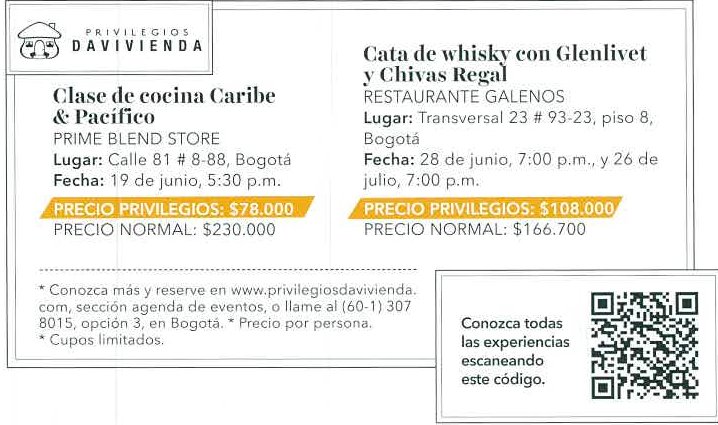 PRIVILEGIOS
DAVIVIENDA
Clase de cocina Caribe
& Pacífico
PRIME BLEND STORE
Lugar: Calle 81 # 8-88, Bogotá
Fecha: 19 de junio, 5:30 p.m.
PRECIO PRIVILEGIOS: $78.000
PRECIO NORMAL: $230.000
Cata de whisky con Glenlivet
y Chivas Regal
RESTAURANTE GALENOS
Lugar: Transversal 23 # 93-23, piso 8,
Bogotá
Fecha: 28 de junio, 7:00 p.m., y 26 de
julio, 7:00 p.m.
PRECIO PRIVILEGIOS: $108.000
PRECIO NORMAL: $166.700
* Conozca más y reserve en www.privilegiosdavivienda.
com, sección agenda de eventos, o llame al (60-1) 307
8015, opción 3, en Bogotá. * Precio por persona.
* Cupos limitados.
Conozca todas
las experiencias
escaneando
este código.